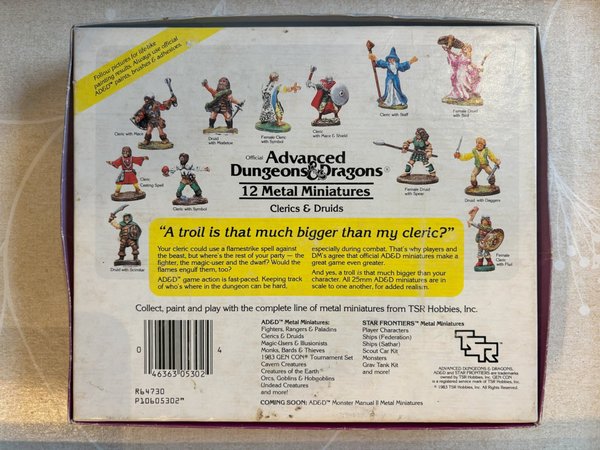 Follow pictures for life-like
painting results. Always use official
AD&D™ paints, brushes & adhesives.
Cleric with Mace
Druid
with Mistletoe
Female Cleric
with Symbol
Cleric
with Mace & Shield
Cleric with Staff
Female Druid
with Bird
Cleric
Casting Spell
Cleric with Symbol
Female Druid
with Spear
Druid with Daggers
Druid with Scimitar
Female
Cleric
with Flail
Official Advanced
Dungeons & Dragons®
12 Metal Miniatures
Clerics & Druids
“A troll is that much bigger than my cleric?”
Your cleric could use a flamestrike spell against
the beast, but where's the rest of your party — the
fighter, the magic-user and the dwarf? Would the
flames engulf them, too?
AD&D™ game action is fast-paced. Keeping track
of who's where in the dungeon can be hard,
especially during combat. That's why players and
DM's agree that official AD&D miniatures make a
great game even greater.
And yes, a troll is that much bigger than your
character. All 25mm AD&D miniatures are in
scale to one another, for added realism.
Collect, paint and play with the complete line of metal miniatures from TSR Hobbies, Inc.
0 46363 05302 4
R64730
P10605302
AD&D™ Metal Miniatures:
Fighters, Rangers & Paladins
Clerics & Druids
Magic-Users & Illusionists
Monks, Bards & Thieves
1983 GEN CON® Tournament Set
Cavern Creatures
Creatures of the Earth
Orcs, Goblins & Hobgoblins
Undead Creatures
and more!
COMING SOON: AD&D™ Monster Manual II Metal Miniatures
STAR FRONTIERS™ Metal Miniatures
Player Characters
Ships (Federation)
Ships (Sathar)
Scout Car Kit
Monsters
Grav Tank Kit
and more!
TSR
ADVANCED DUNGEONS & DRAGONS,
AD&D and STAR FRONTIERS are trademarks
owned by TSR Hobbies, Inc. GEN CON
is a registered service mark of TSR Hobbies, Inc.
© 1983 TSR Hobbies, Inc. All Rights Reserved.